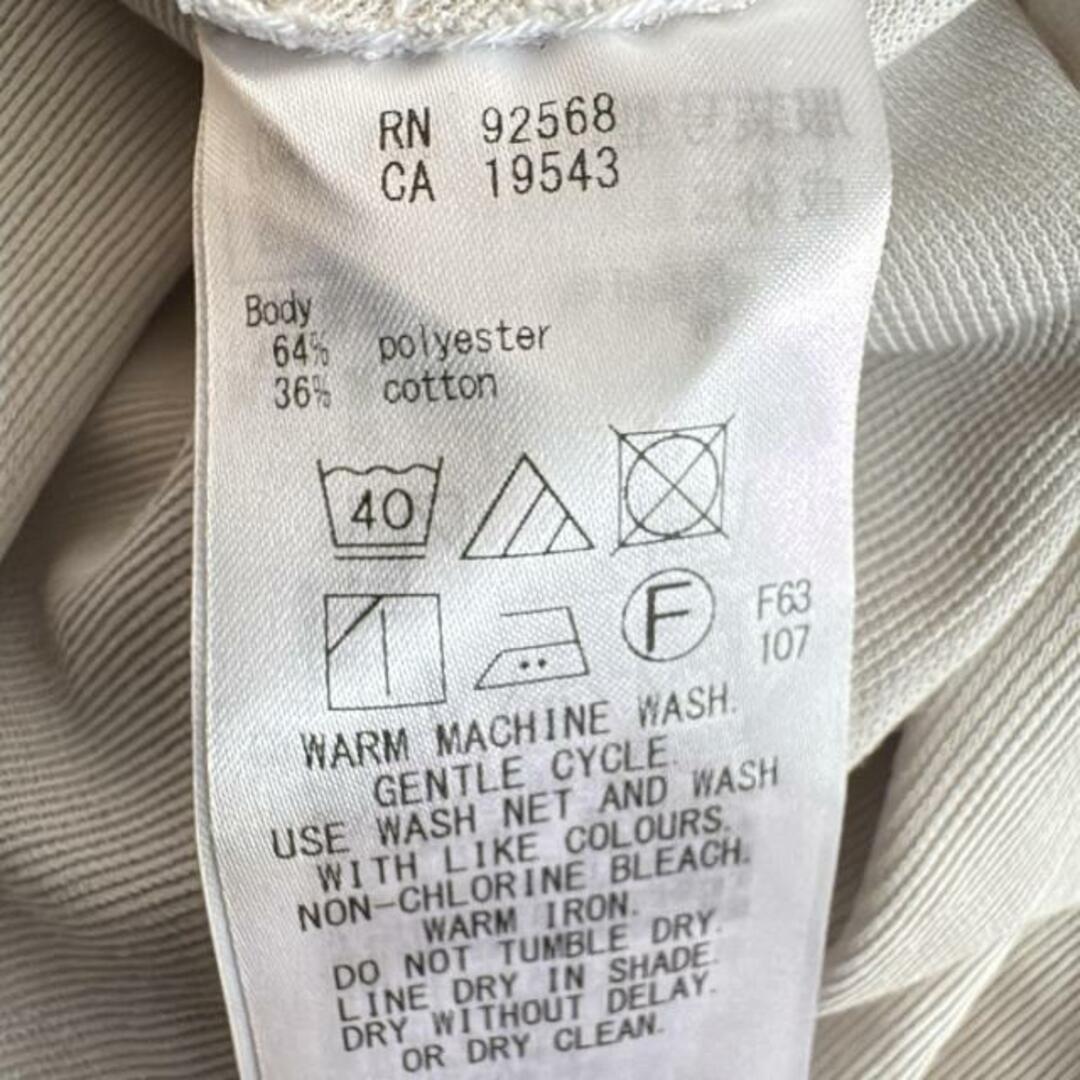 RN 92568
CA 19543
Body
64% polyester
36% cotton
40
F
F63
107
WARM MACHINE WASH.
GENTLE CYCLE.
USE WASH NET AND WASH
WITH LIKE COLOURS.
NON-CHLORINE BLEACH.
WARM IRON.
DO NOT TUMBLE DRY.
LINE DRY IN SHADE.
DRY WITHOUT DELAY.
OR DRY CLEAN.